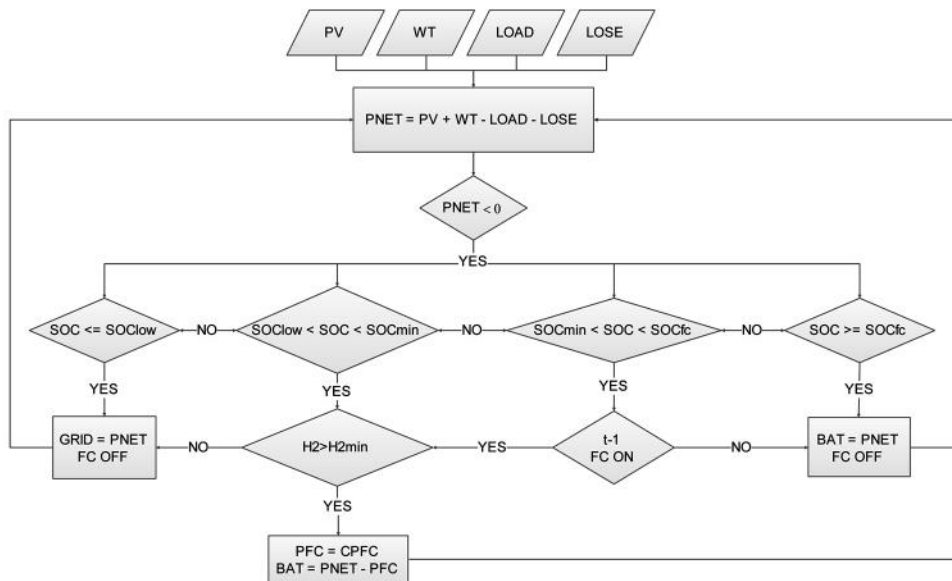 PV
WT
LOAD
LOSE
PNET = PV + WT - LOAD - LOSE
PNET < 0
YES
SOC <= SOClow
NO
SOClow < SOC < SOCmin
NO
SOCmin < SOC < SOCfc
NO
SOC >= SOCfc
YES
YES
YES
YES
GRID = PNET
FC OFF
NO
H2>H2min
YES
t-1
FC ON
NO
BAT = PNET
FC OFF
YES
PFC = CPFC
BAT = PNET - PFC